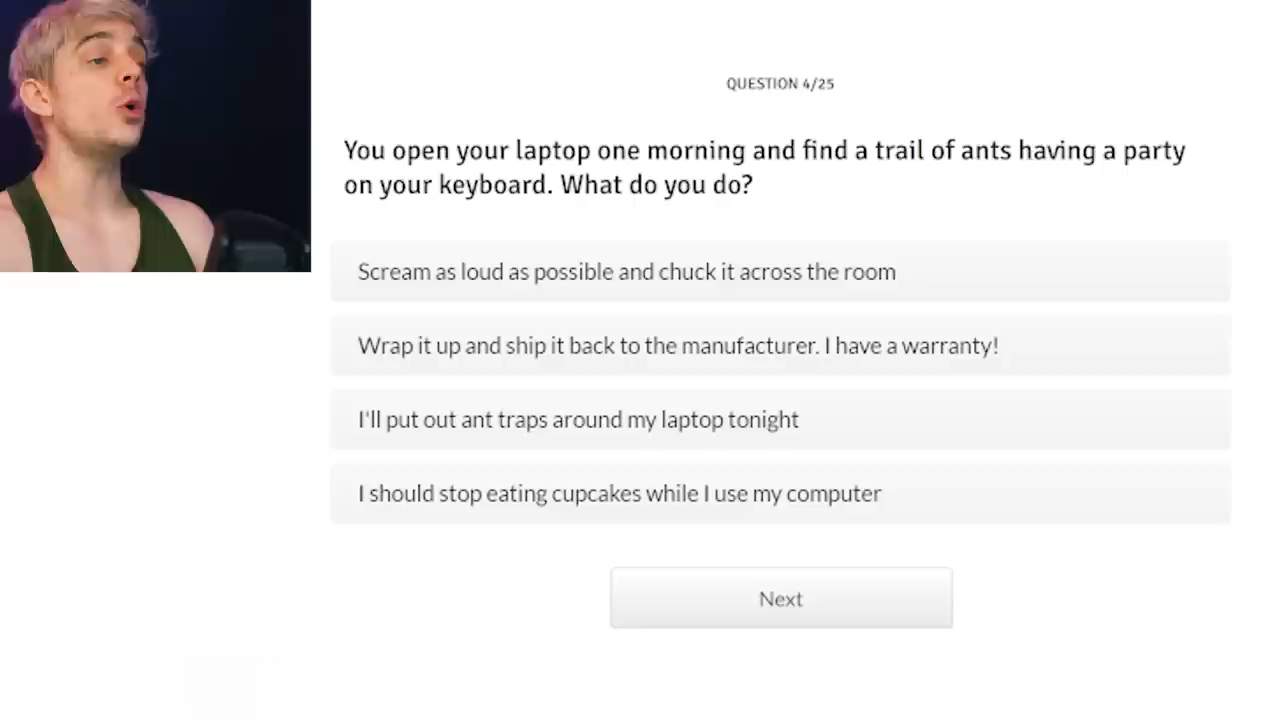 QUESTION 4/25
You open your laptop one morning and find a trail of ants having a party
on your keyboard. What do you do?
Scream as loud as possible and chuck it across the room
Wrap it up and ship it back to the manufacturer. I have a warranty!
I'll put out ant traps around my laptop tonight
I should stop eating cupcakes while I use my computer
Next